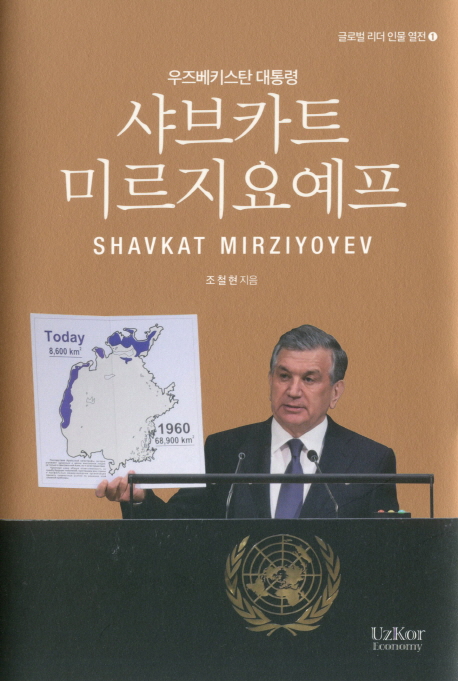 글로벌 리더 인물 열전 1
우즈베키스탄 대통령
샤브카트
미르지요예프
SHAVKAT MIRZIYOYEV
조철현 지음
Today
8,600 km²
1960
68,900 km²
UzKor
Economy